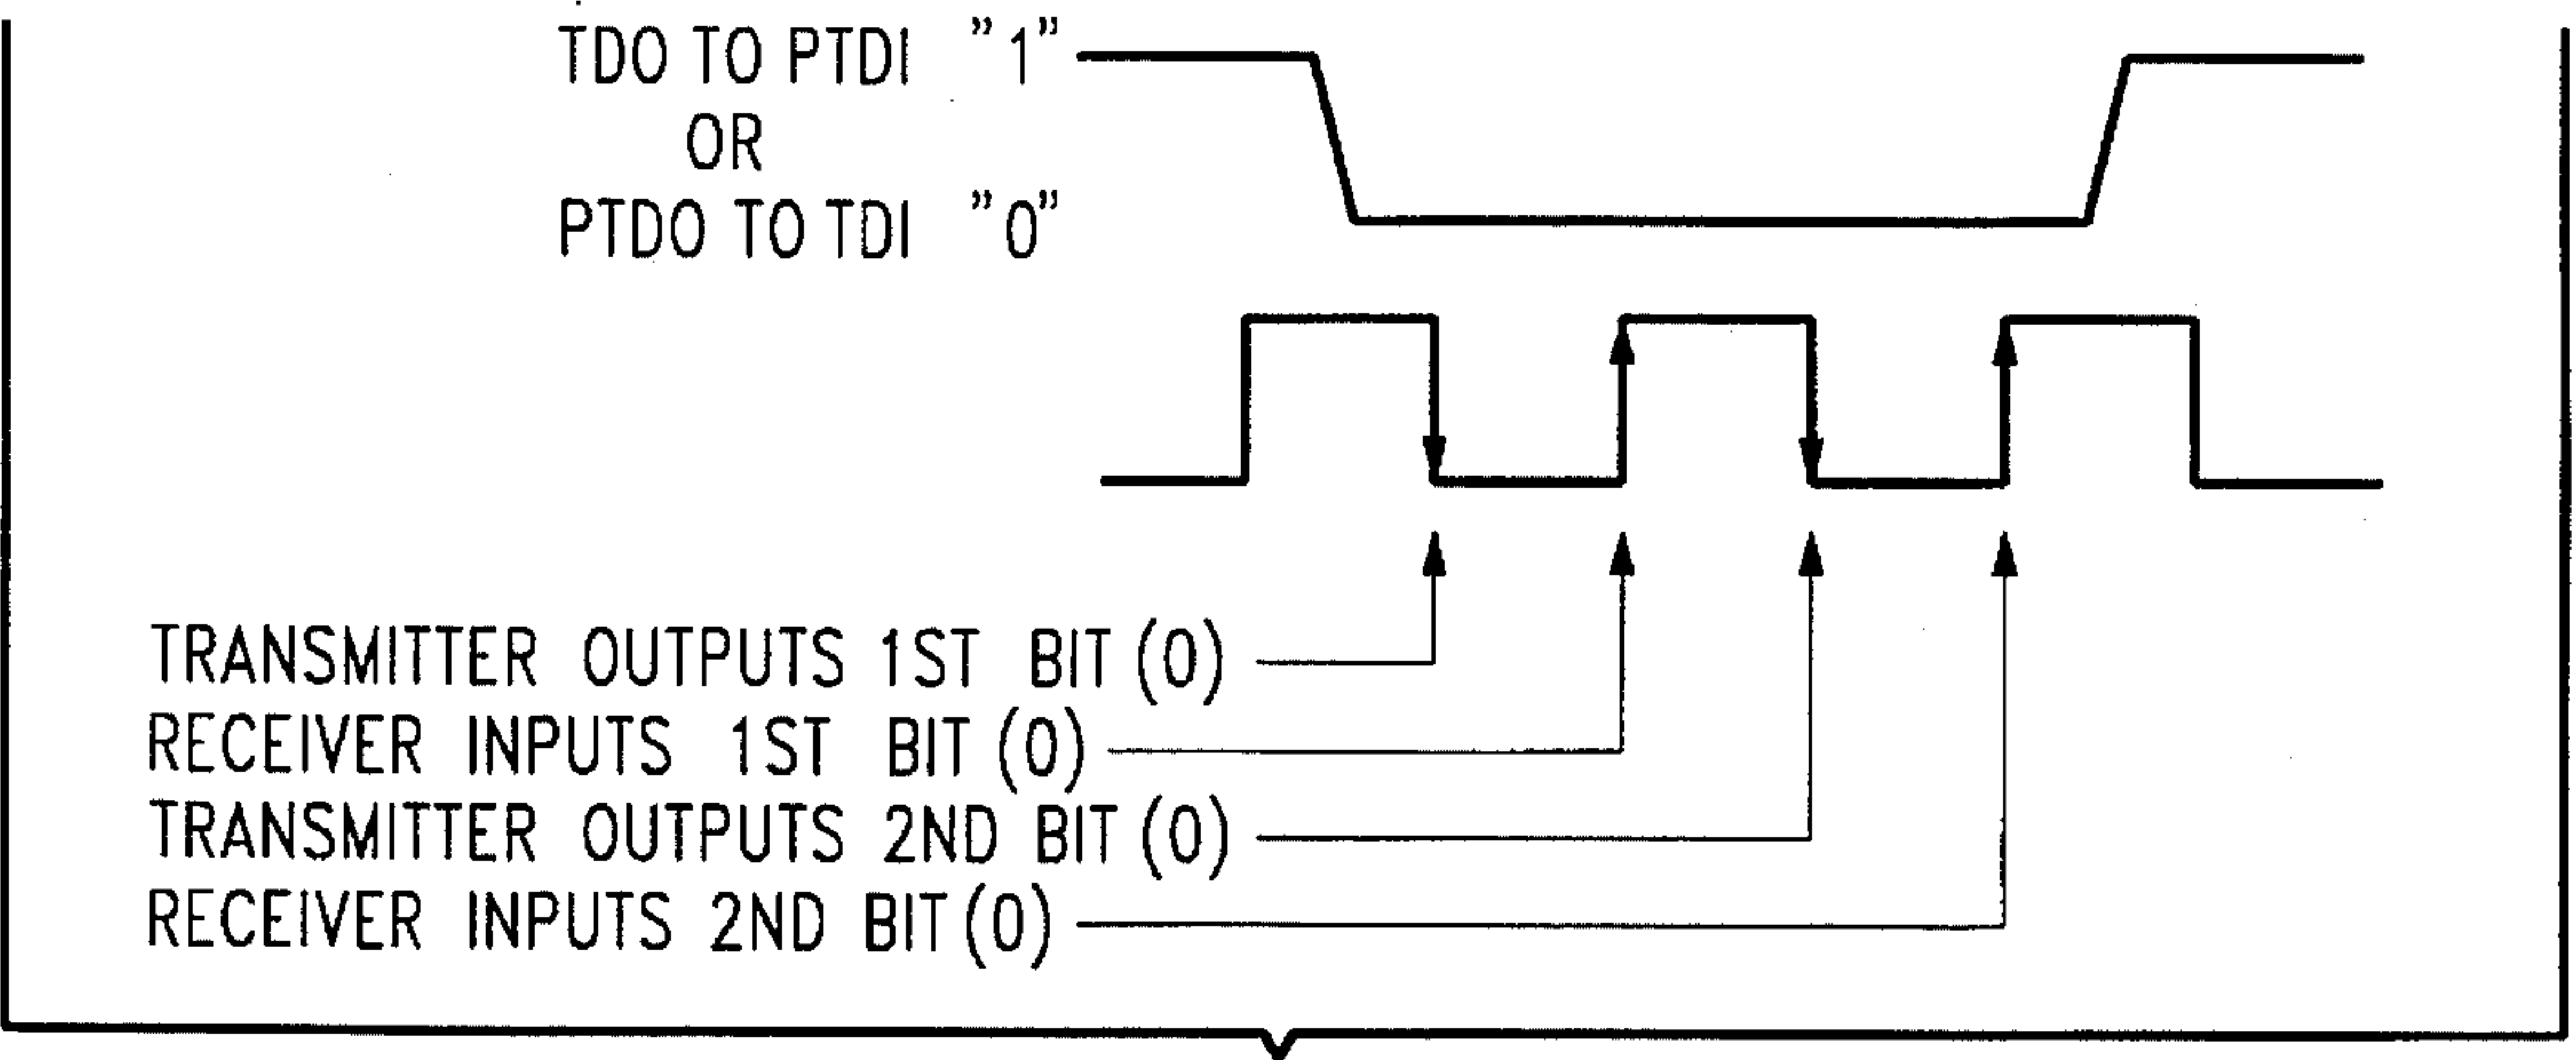 TDO TO PTDI "1"
OR
PTDO TO TDI "0"
TRANSMITTER OUTPUTS 1ST BIT (0)
RECEIVER INPUTS 1ST BIT (0)
TRANSMITTER OUTPUTS 2ND BIT (0)
RECEIVER INPUTS 2ND BIT (0)